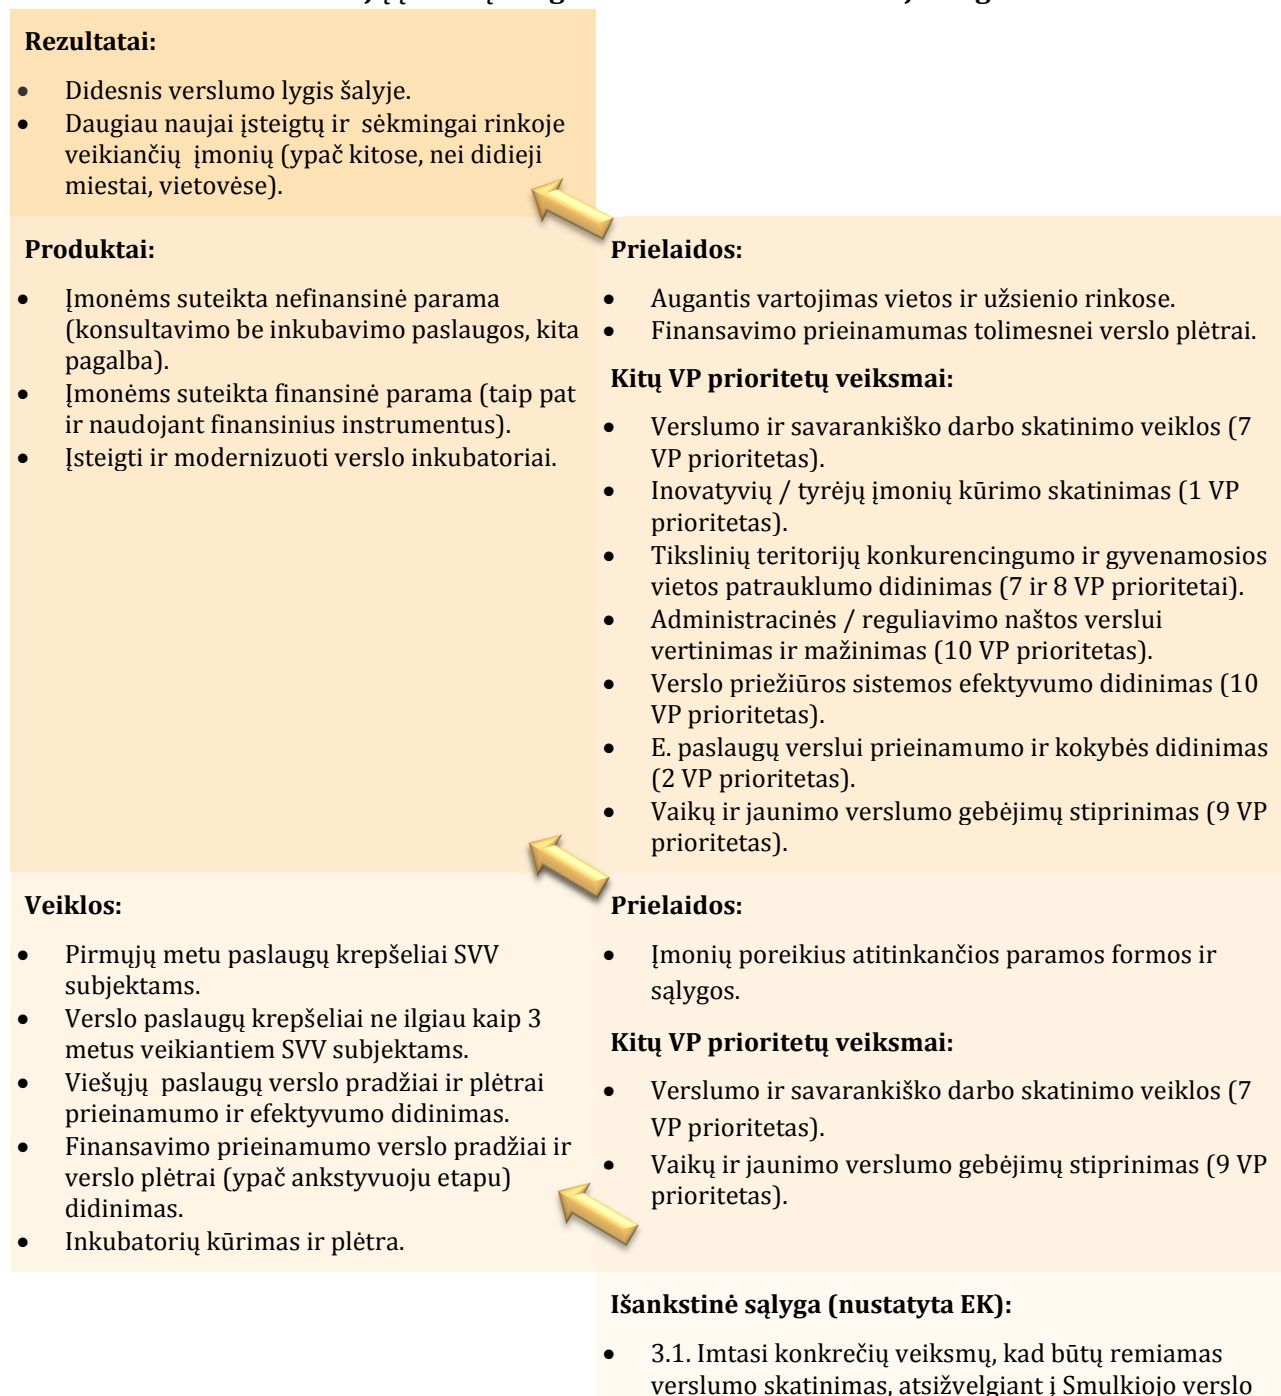 Rezultatai:
• Didesnis verslumo lygis šalyje.
• Daugiau naujai įsteigtų ir sėkmingai rinkoje
veikiančių įmonių (ypač kitose, nei didieji
miestai, vietovėse).
Produktai:
• Įmonėms suteikta nefinansinė parama
(konsultavimo be inkubavimo paslaugos, kita
pagalba).
• Įmonėms suteikta finansinė parama (taip pat
ir naudojant finansinius instrumentus).
• Įsteigti ir modernizuoti verslo inkubatoriai.
Prielaidos:
• Augantis vartojimas vietos ir užsienio rinkose.
• Finansavimo prieinamumas tolimesnei verslo plėtrai.
Kitų VP prioritetų veiksmai:
• Verslumo ir savarankiško darbo skatinimo veiklos (7
VP prioritetas).
• Inovatyvių / tyrėjų įmonių kūrimo skatinimas (1 VP
prioritetas).
• Tikslinių teritorijų konkurencingumo ir gyvenamosios
vietos patrauklumo didinimas (7 ir 8 VP prioritetai).
• Administracinės / reguliavimo naštos verslui
vertinimas ir mažinimas (10 VP prioritetas).
• Verslo priežiūros sistemos efektyvumo didinimas (10
VP prioritetas).
• E. paslaugų verslui prieinamumo ir kokybės didinimas
(2 VP prioritetas).
• Vaikų ir jaunimo verslumo gebėjimų stiprinimas (9 VP
prioritetas).
Veiklos:
• Pirmųjų metu paslaugų krepšeliai SVV
subjektams.
• Verslo paslaugų krepšeliai ne ilgiau kaip 3
metus veikiantiem SVV subjektams.
• Viešųjų paslaugų verslo pradžiai ir plėtrai
prieinamumo ir efektyvumo didinimas.
• Finansavimo prieinamumo verslo pradžiai ir
verslo plėtrai (ypač ankstyvuoju etapu)
didinimas.
• Inkubatorių kūrimas ir plėtra.
Prielaidos:
• Įmonių poreikius atitinkančios paramos formos ir
sąlygos.
Kitų VP prioritetų veiksmai:
• Verslumo ir savarankiško darbo skatinimo veiklos (7
VP prioritetas).
• Vaikų ir jaunimo verslumo gebėjimų stiprinimas (9 VP
prioritetas).
Išankstinė sąlyga (nustatyta EK):
• 3.1. Imtasi konkrečių veiksmų, kad būtų remiamas
verslumo skatinimas, atsižvelgiant į Smulkiojo verslo